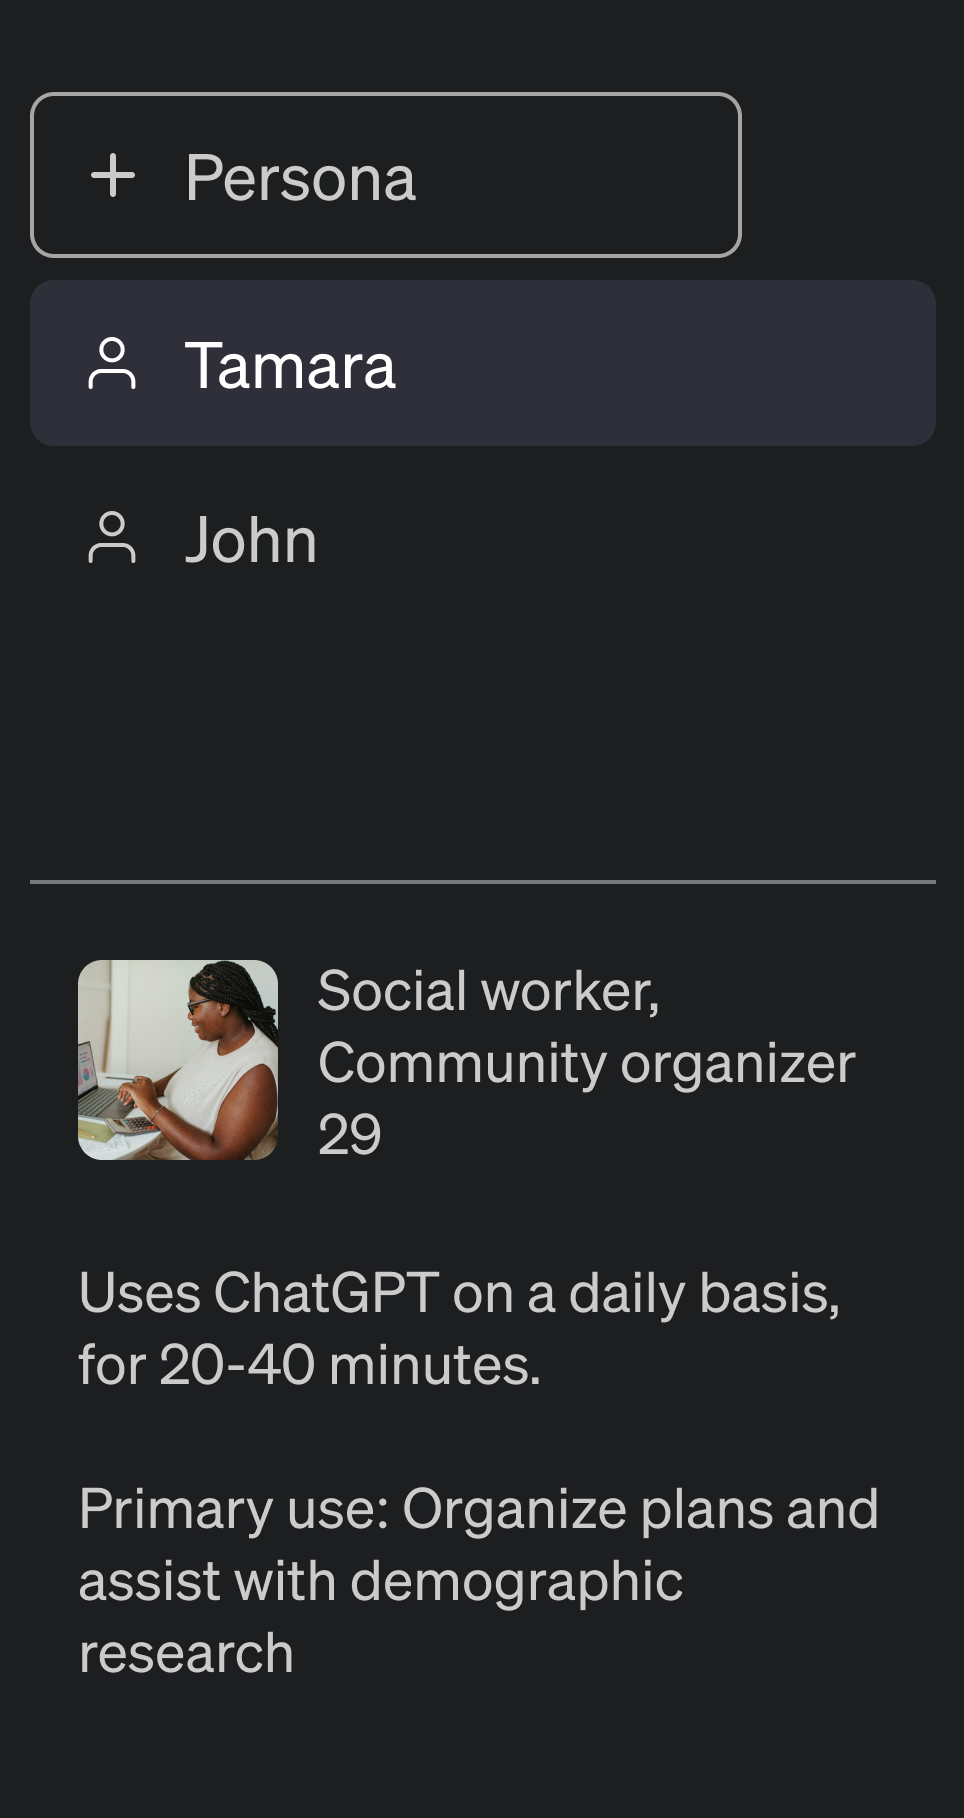 Persona
Tamara
John
Social worker,
Community organizer
29
Uses ChatGPT on a daily basis,
for 20-40 minutes.
Primary use: Organize plans and
assist with demographic
research